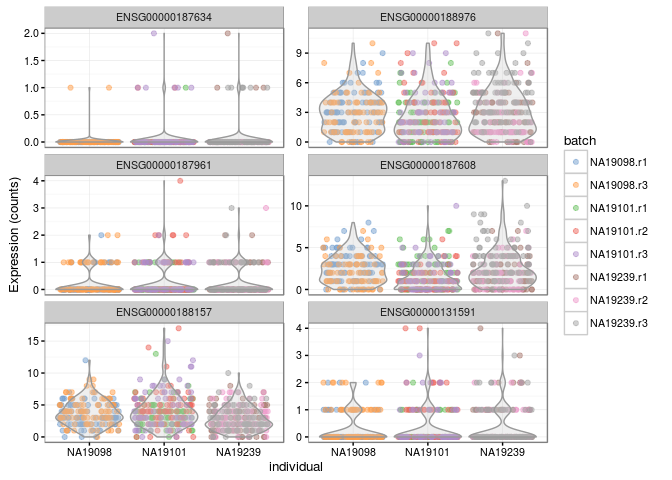 ENSG00000187634
ENSG00000188976
2.0
1.5
1.0
0.5
0.0
9
6
3
0
ENSG00000187961
ENSG00000187608
4
3
2
1
0
10
5
0
ENSG00000188157
ENSG00000131591
15
10
5
0
4
3
2
1
0
NA19098 NA19101 NA19239
NA19098 NA19101 NA19239
individual
Expression (counts)
batch
NA19098.r1
NA19098.r3
NA19101.r1
NA19101.r2
NA19101.r3
NA19239.r1
NA19239.r2
NA19239.r3